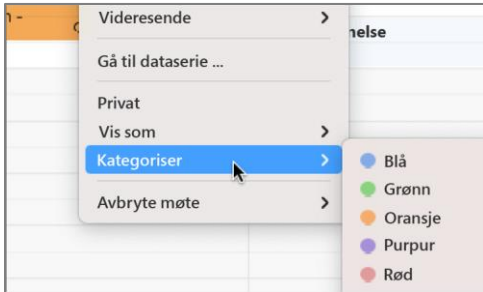 Videresende
nelse
Gå til dataserie ...
Privat
Vis som
Kategoriser
Avbryte møte
Blå
Grønn
Oransje
Purpur
Rød